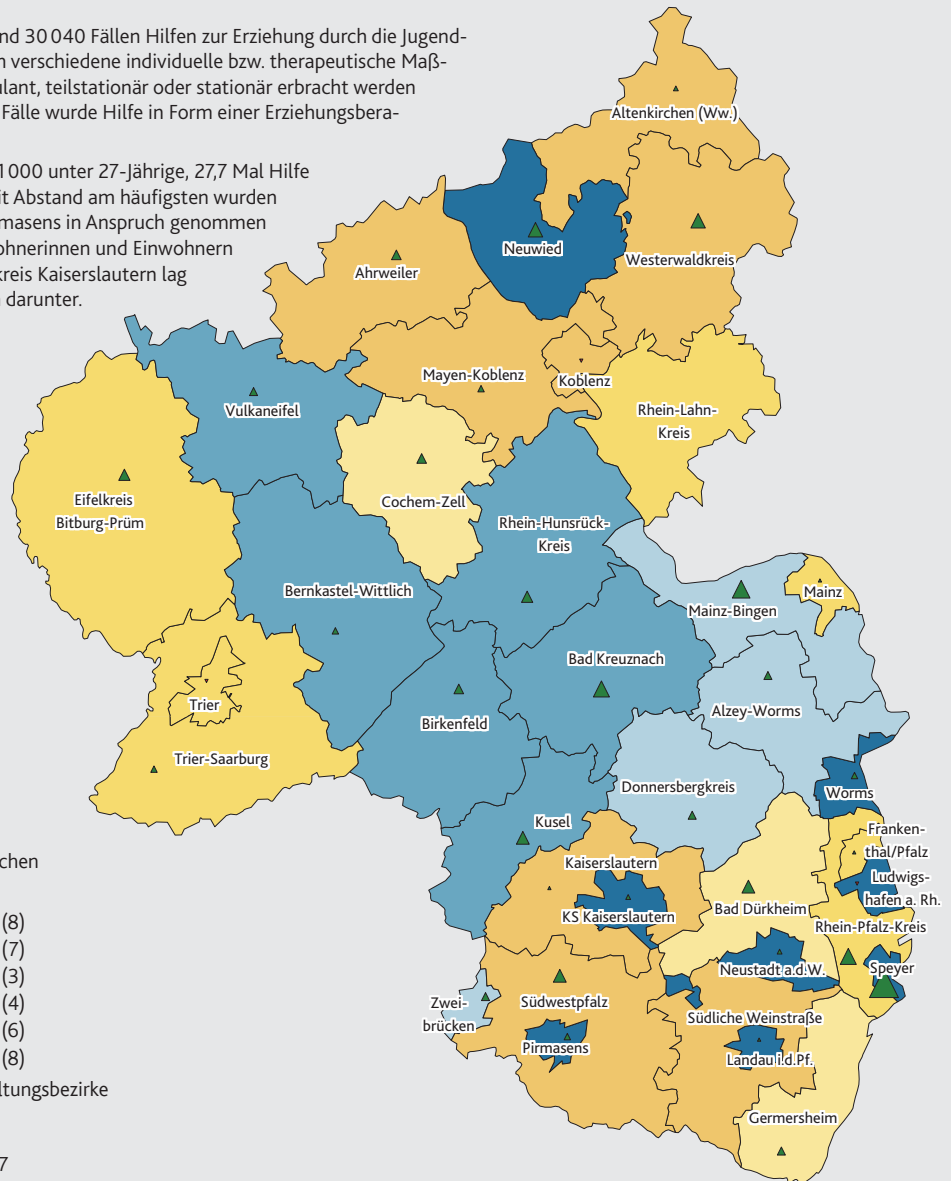 nd 30 040 Fällen Hilfen zur Erziehung durch die Jugend-
verschiedene individuelle bzw. therapeutische Maß-
ulant, teilstationär oder stationär erbracht werden
Fälle wurde Hilfe in Form einer Erziehungsbera-
1 000 unter 27-Jährige, 27,7 Mal Hilfe
it Abstand am häufigsten wurden
masens in Anspruch genommen
ohnerinnen und Einwohnern
kreis Kaiserslautern lag
darunter.
Altenkirchen (Ww.)
Neuwied
Westerwaldkreis
Ahrweiler
Mayen-Koblenz
Koblenz
Vulkaneifel
Rhein-Lahn-
Kreis
Cochem-Zell
Eifelkreis
Bitburg-Prüm
Rhein-Hunsrück-
Kreis
Bernkastel-Wittlich
Mainz-Bingen
Mainz
Bad Kreuznach
Trier
Birkenfeld
Alzey-Worms
Trier-Saarburg
Donnersbergkreis
Worms
Kusel
Franken-
thal/Pfalz
Kaiserslautern
Ludwigs-
hafen a. Rh.
KS Kaiserslautern
Bad Dürkheim
Rhein-Pfalz-Kreis
Neustadt a.d.W.
Speyer
Zwei-
brücken
Südwestpfalz
Südliche Weinstraße
Pirmasens
Landau i.d.Pf.
Germersheim
chen
(8)
(7)
(3)
(4)
(6)
(8)
ltungsbezirke
7